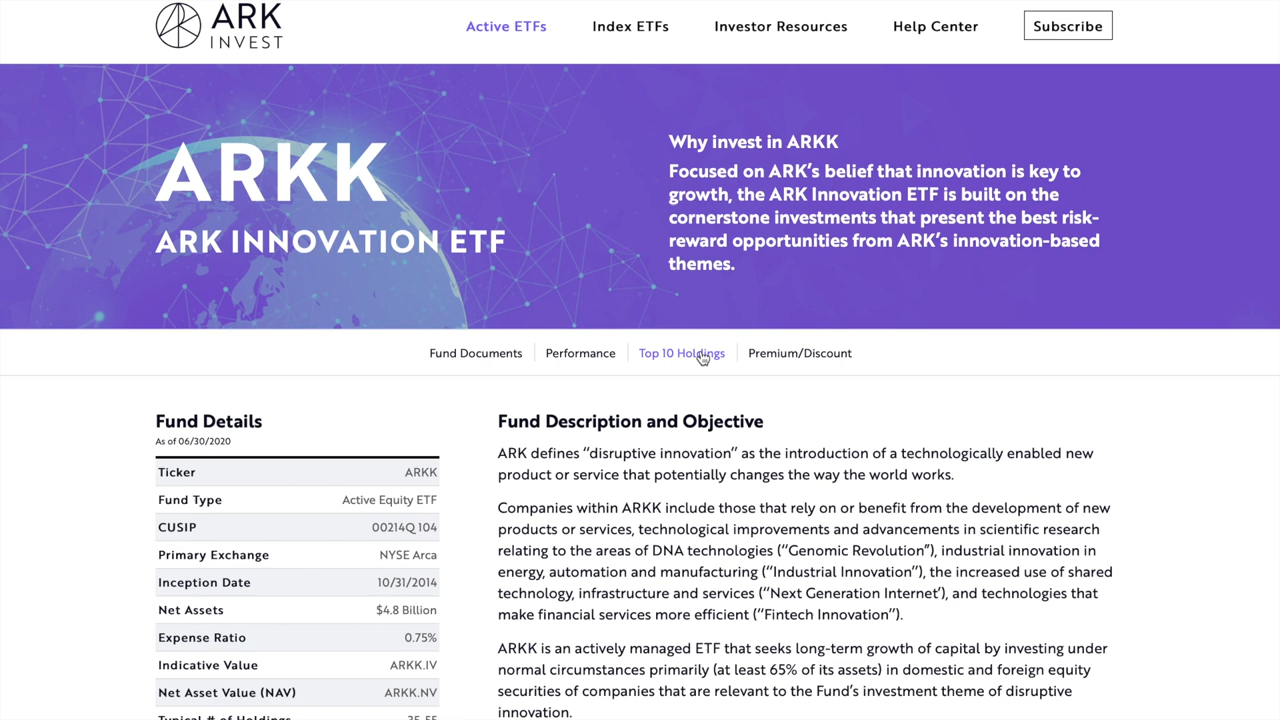 ARK
INVEST
Active ETFs
Index ETFs
Investor Resources
Help Center
Subscribe
ARKK
ARK INNOVATION ETF
Why invest in ARKK
Focused on ARK’s belief that innovation is key to
growth, the ARK Innovation ETF is built on the
cornerstone investments that present the best risk-
reward opportunities from ARK’s innovation-based
themes.
Fund Documents
Performance
Top 10 Holdings
Premium/Discount
Fund Details
As of 06/30/2020
Ticker ARKK
Fund Type Active Equity ETF
CUSIP 00214Q 104
Primary Exchange NYSE Arca
Inception Date 10/31/2014
Net Assets $4.8 Billion
Expense Ratio 0.75%
Indicative Value ARKK.IV
Net Asset Value (NAV) ARKK.NV
Typical # of Holdings 35-55
Fund Description and Objective
ARK defines “disruptive innovation” as the introduction of a technologically enabled new
product or service that potentially changes the way the world works.
Companies within ARKK include those that rely on or benefit from the development of new
products or services, technological improvements and advancements in scientific research
relating to the areas of DNA technologies (“Genomic Revolution”), industrial innovation in
energy, automation and manufacturing (“Industrial Innovation”), the increased use of shared
technology, infrastructure and services (“Next Generation Internet’), and technologies that
make financial services more efficient (“Fintech Innovation”).
ARKK is an actively managed ETF that seeks long-term growth of capital by investing under
normal circumstances primarily (at least 65% of its assets) in domestic and foreign equity
securities of companies that are relevant to the Fund’s investment theme of disruptive
innovation.